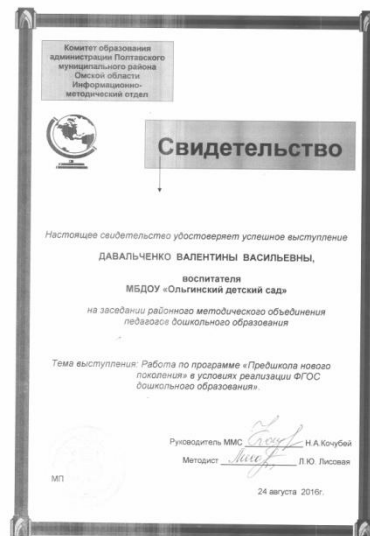 Комитет образования
администрации Полтавского
муниципального района
Омской области
Информационно-
методический отдел
Свидетельство
Настоящее свидетельство удостоверяет успешное выступление
ДАВАЛЬЧЕНКО ВАЛЕНТИНЫ ВАСИЛЬЕВНЫ,
воспитателя
МБДОУ «Ольгинский детский сад»
на заседании районного методического объединения
педагогов дошкольного образования
Тема выступления: Работа по программе «Предшкола нового
поколения» в условиях реализации ФГОС
дошкольного образования».
Руководитель ММС Н.А.Кочубей
Методист Л.Ю. Лисовая
МП
24 августа 2016г.